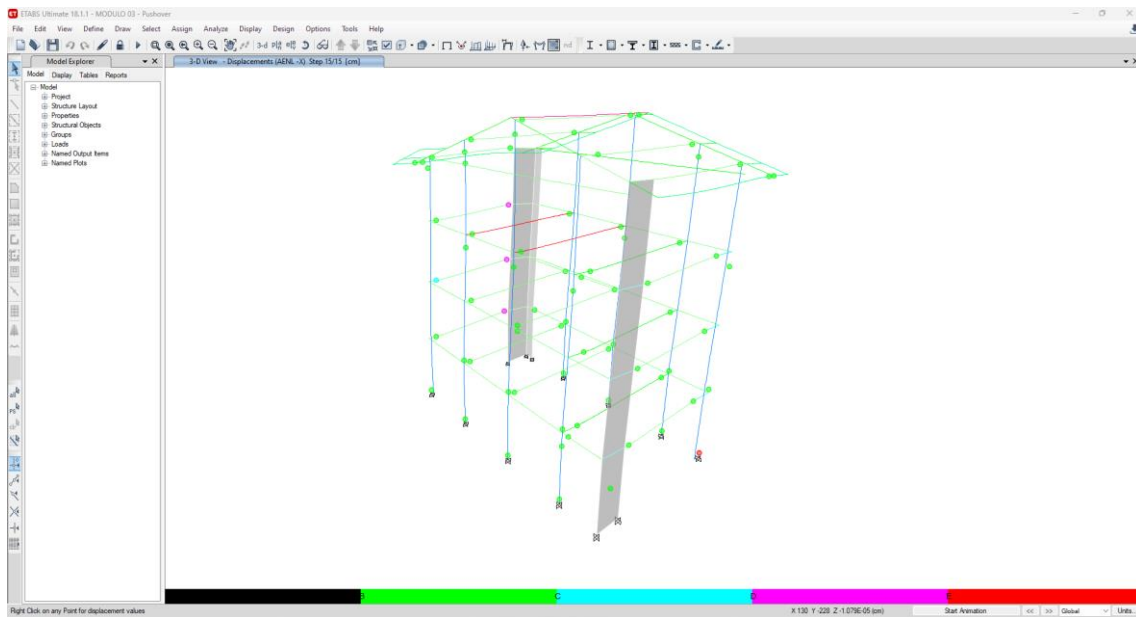 ETABS Ultimate 18.1.1 - MODULO 03 - Pushover
File Edit View Define Draw Select Assign Analyze Display Design Options Tools Help
Model Explorer
3-D View - Displacements (AENL -X) Step 15/15 [cm]
Model Display Tables Reports
Model
Project
Structure Layout
Properties
Structural Objects
Groups
Loads
Named Output Items
Named Plots
B C D E
Right Click on any Point for displacement values
X 130 Y -228 Z -1.079E-05 (cm)
Start Animation << >> Global Units...